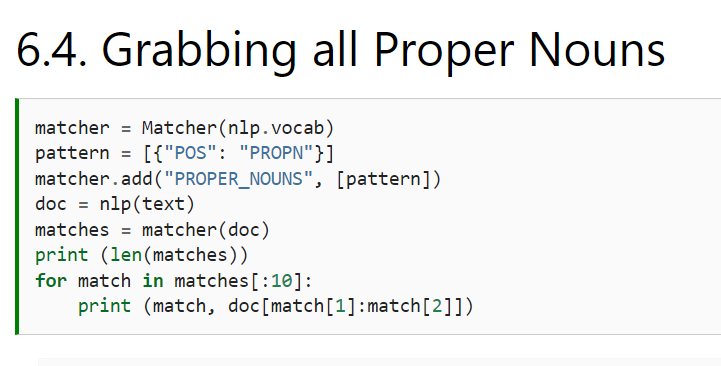 6.4. Grabbing all Proper Nouns
matcher = Matcher(nlp.vocab)
pattern = [{"POS": "PROPN"}]
matcher.add("PROPER_NOUNS", [pattern])
doc = nlp(text)
matches = matcher(doc)
print (len(matches))
for match in matches[:10]:
    print (match, doc[match[1]:match[2]])